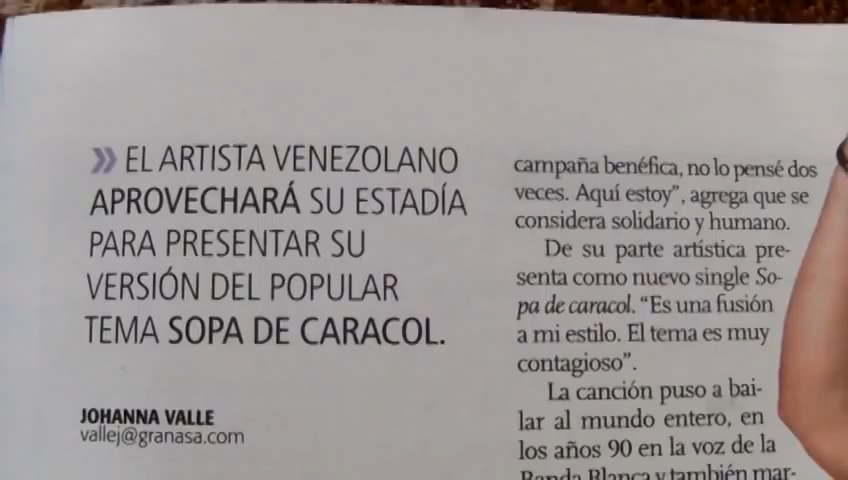 » EL ARTISTA VENEZOLANO
APROVECHARÁ SU ESTADÍA
PARA PRESENTAR SU
VERSIÓN DEL POPULAR
TEMA SOPA DE CARACOL.
JOHANNA VALLE
vallej@granasa.com
campaña benéfica, no lo pensé dos
veces. Aquí estoy”, agrega que se
considera solidario y humano.
De su parte artística pre-
senta como nuevo single So-
pa de caracol. “Es una fusión
a mi estilo. El tema es muy
contagioso”.
La canción puso a bai-
lar al mundo entero, en
los años 90 en la voz de la
Banda Blanca y también mar-